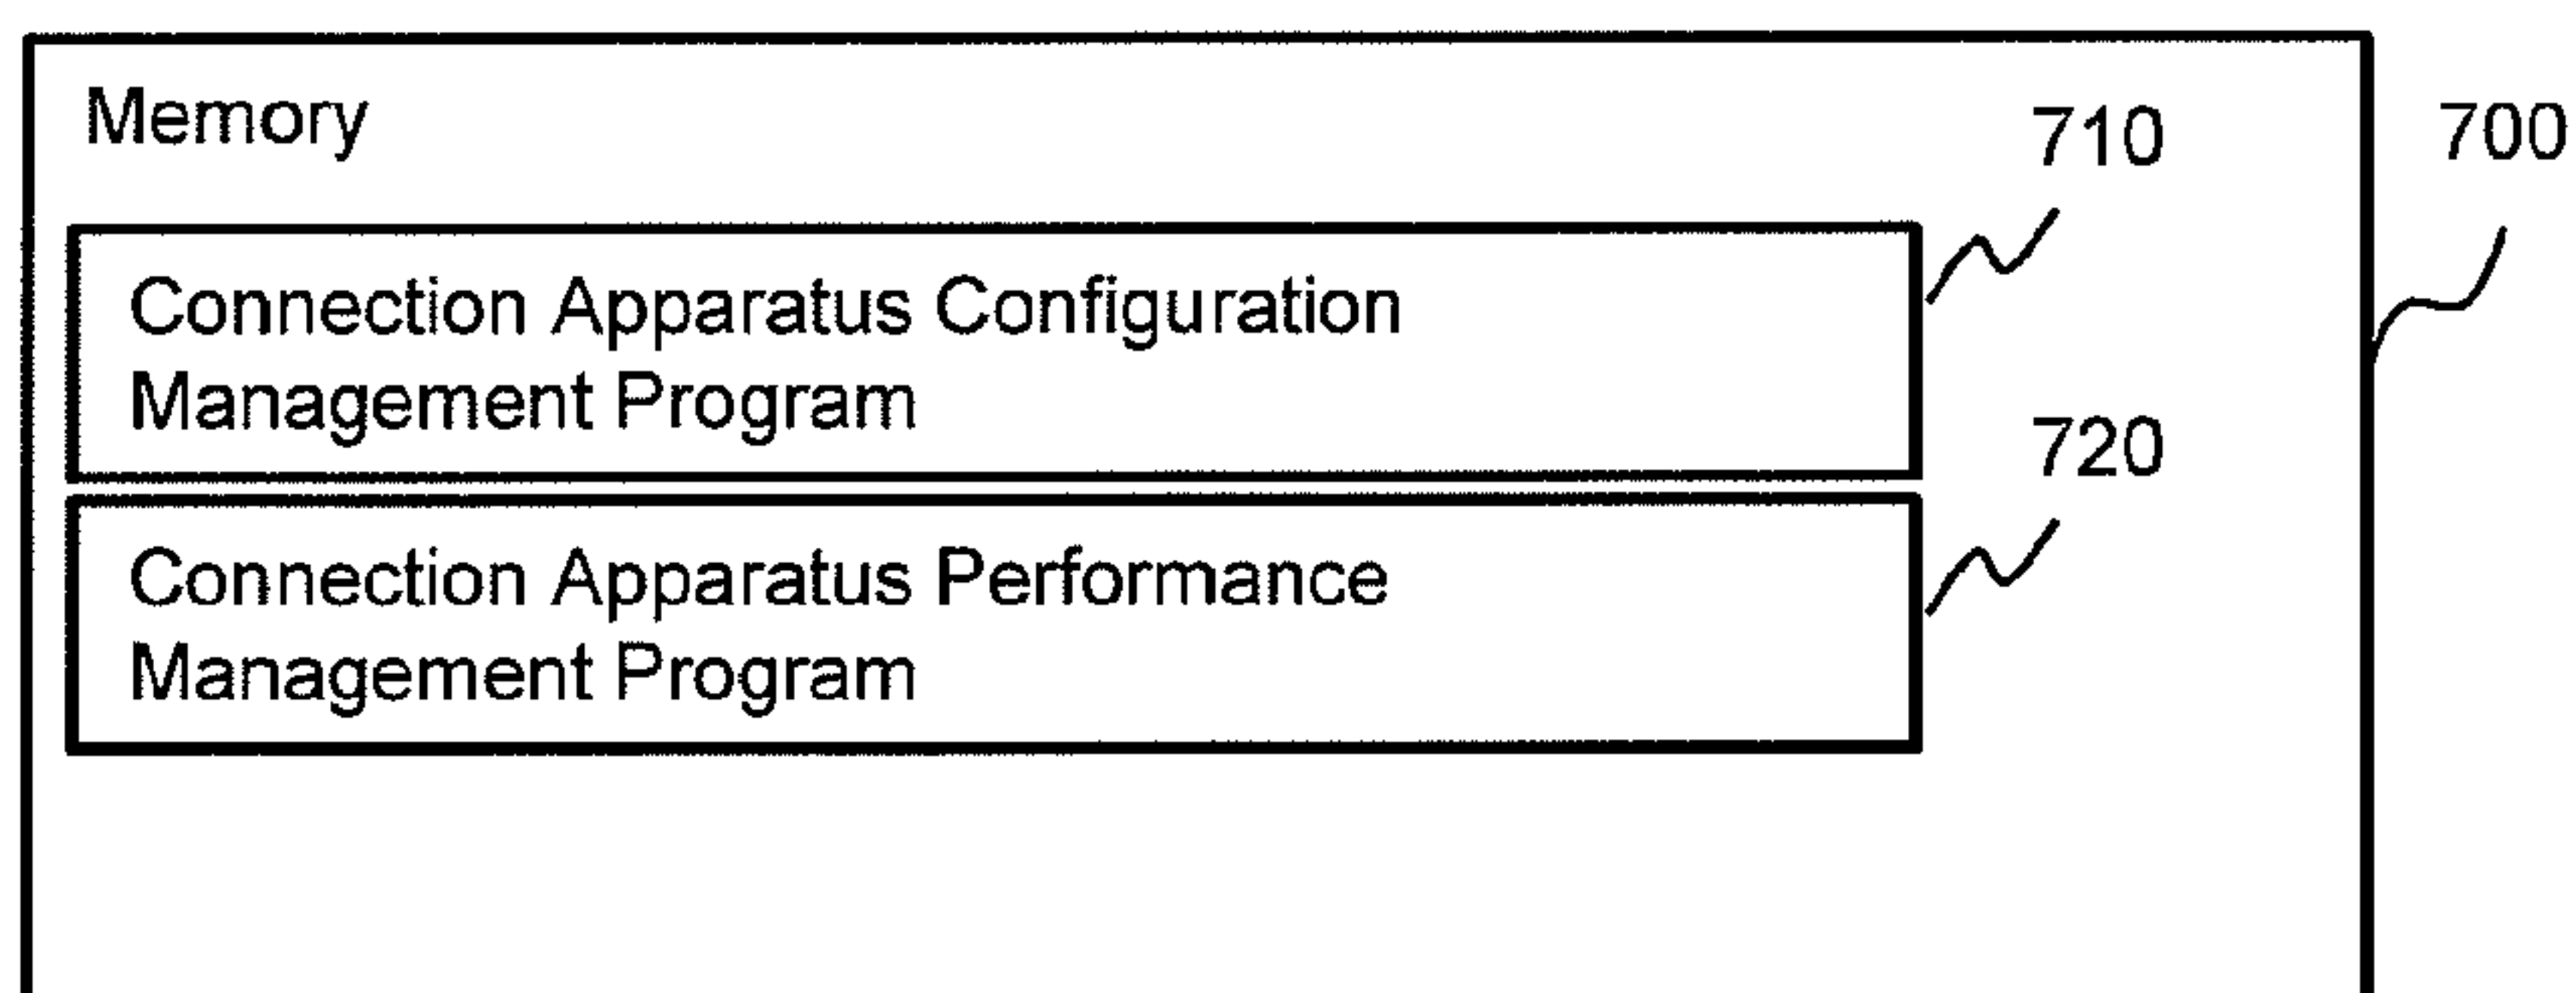 Memory
710
700
Connection Apparatus Configuration
Management Program
720
Connection Apparatus Performance
Management Program